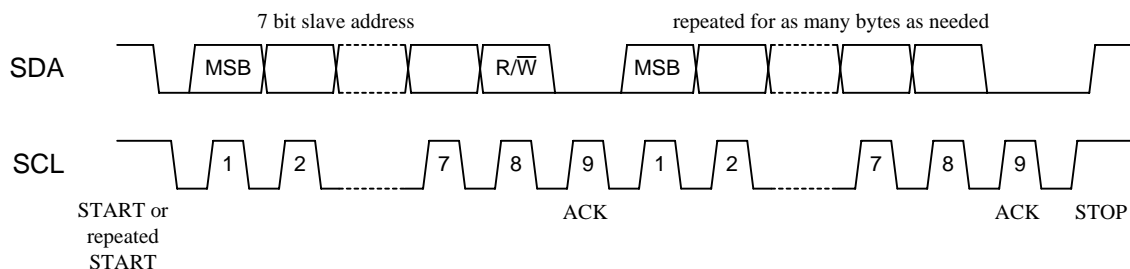 7 bit slave address
repeated for as many bytes as needed
SDA
MSB
R/W̅
MSB
SCL
1
2
7
8
9
1
2
7
8
9
START or
repeated
START
ACK
ACK
STOP